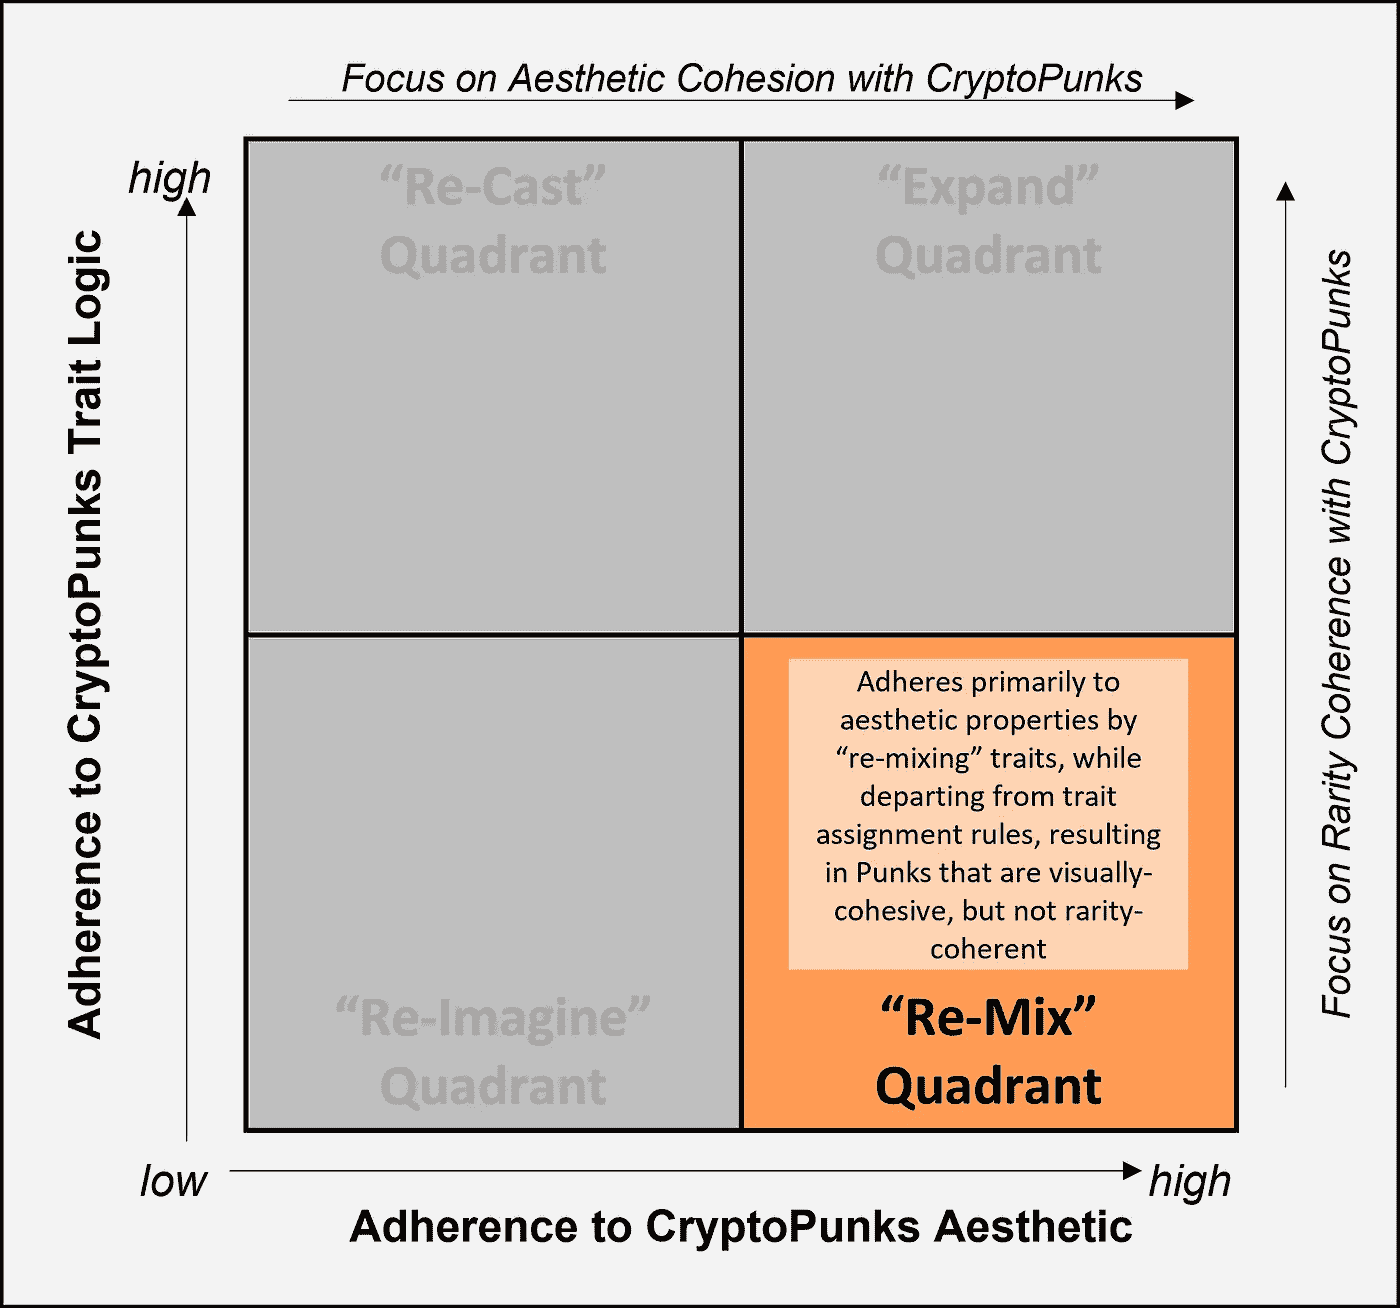 Focus on Aesthetic Cohesion with CryptoPunks
high
Adherence to CryptoPunks Trait Logic
“Re-Cast”
Quadrant
“Expand”
Quadrant
Focus on Rarity Coherence with CryptoPunks
Adheres primarily to
aesthetic properties by
“re-mixing” traits, while
departing from trait
assignment rules, resulting
in Punks that are visually-
cohesive, but not rarity-
coherent
“Re-Imagine”
Quadrant
“Re-Mix”
Quadrant
low
high
Adherence to CryptoPunks Aesthetic